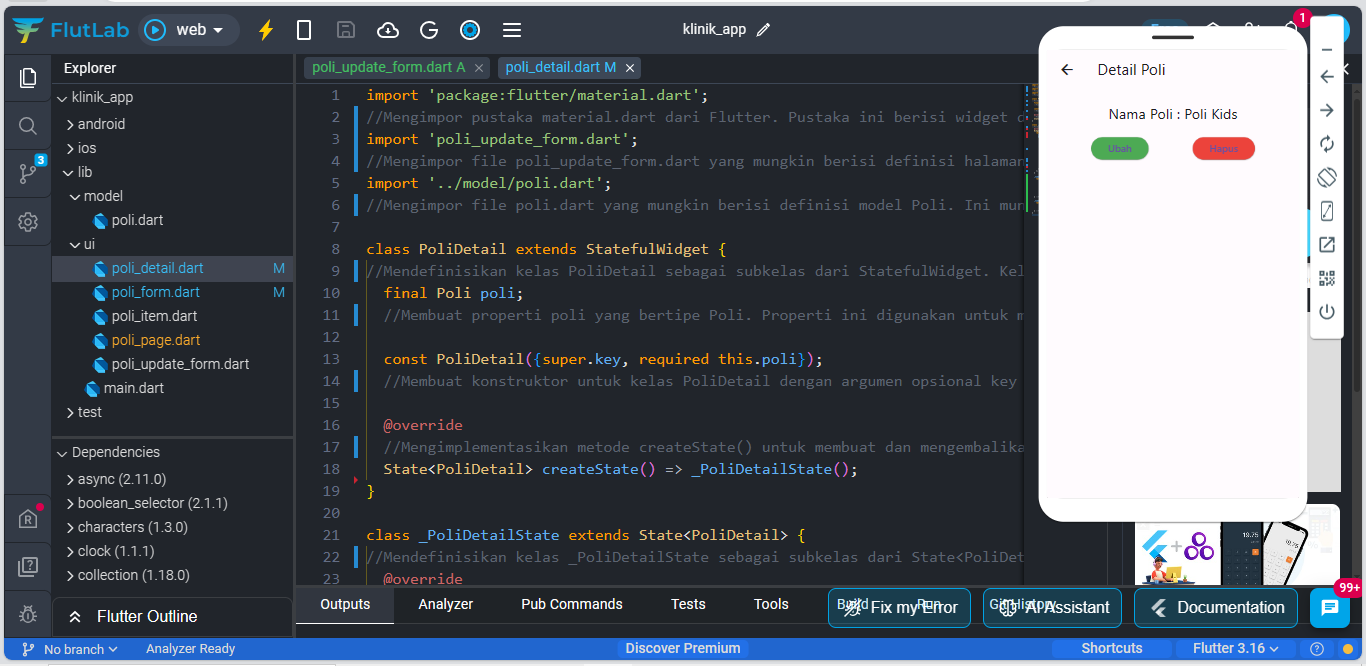 FlutLab
web
klinik_app
1
Explorer
klinik_app
android
ios
lib
model
poli.dart
ui
poli_detail.dart M
poli_form.dart M
poli_item.dart
poli_page.dart
poli_update_form.dart
main.dart
test
3
Dependencies
async (2.11.0)
boolean_selector (2.1.1)
characters (1.3.0)
clock (1.1.1)
collection (1.18.0)
Flutter Outline
poli_update_form.dart A
poli_detail.dart M
1 import 'package:flutter/material.dart';
2 //Mengimpor pustaka material.dart dari Flutter. Pustaka ini berisi widget
3 import 'poli_update_form.dart';
4 //Mengimpor file poli_update_form.dart yang mungkin berisi definisi halaman
5 import '../model/poli.dart';
6 //Mengimpor file poli.dart yang mungkin berisi definisi model Poli. Ini mun
7
8 class PoliDetail extends StatefulWidget {
9 //Mendefinisikan kelas PoliDetail sebagai subkelas dari StatefulWidget. Kel
10 final Poli poli;
11 //Membuat properti poli yang bertipe Poli. Properti ini digunakan untuk m
12
13 const PoliDetail({super.key, required this.poli});
14 //Membuat konstruktor untuk kelas PoliDetail dengan argumen opsional key
15
16 @override
17 //Mengimplementasikan metode createState() untuk membuat dan mengembalika
18 State<PoliDetail> createState() => _PoliDetailState();
19 }
20
21 class _PoliDetailState extends State<PoliDetail> {
22 //Mendefinisikan kelas _PoliDetailState sebagai subkelas dari State<PoliDet
23 @override
Detail Poli
Nama Poli : Poli Kids
Ubah Hapus
19.75
19.75
Outputs Analyzer Pub Commands Tests Tools Build Run Git History
Fix my Error
AI Assistant
Documentation
99+
No branch Analyzer Ready Discover Premium Shortcuts Flutter 3.16